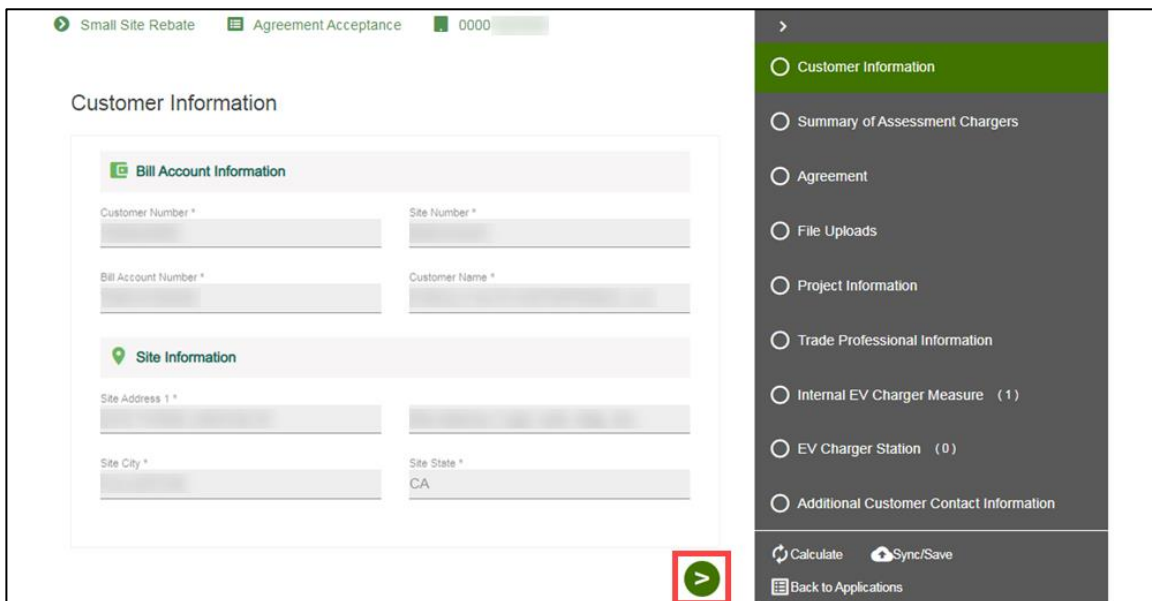 Small Site Rebate Agreement Acceptance 0000
Customer Information
Bill Account Information
Customer Number * Site Number *
Bill Account Number * Customer Name *
Site Information
Site Address 1 *
Site City * Site State *
CA
>
>
Customer Information
Summary of Assessment Chargers
Agreement
File Uploads
Project Information
Trade Professional Information
Internal EV Charger Measure (1)
EV Charger Station (0)
Additional Customer Contact Information
Calculate Sync/Save
Back to Applications